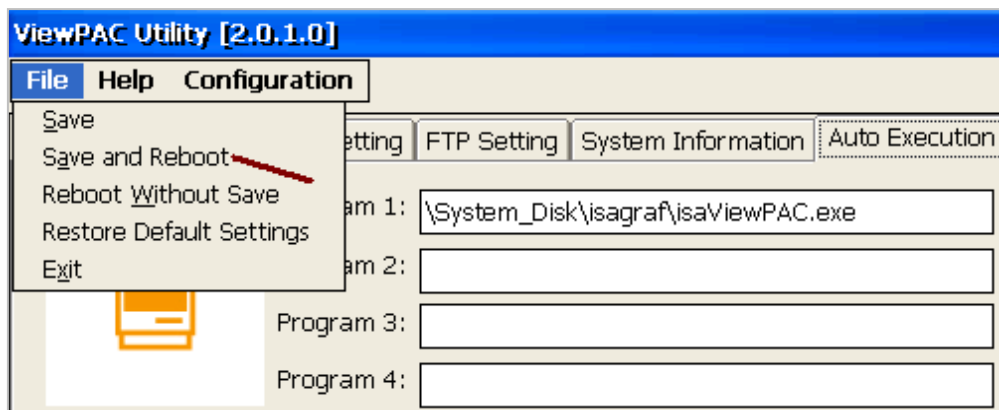 ViewPAC Utility [2.0.1.0]
File Help Configuration
Save
Save and Reboot
Reboot Without Save
Restore Default Settings
Exit
etting FTP Setting System Information Auto Execution
am 1: \System_Disk\isagraf\isaViewPAC.exe
am 2:
Program 3:
Program 4: